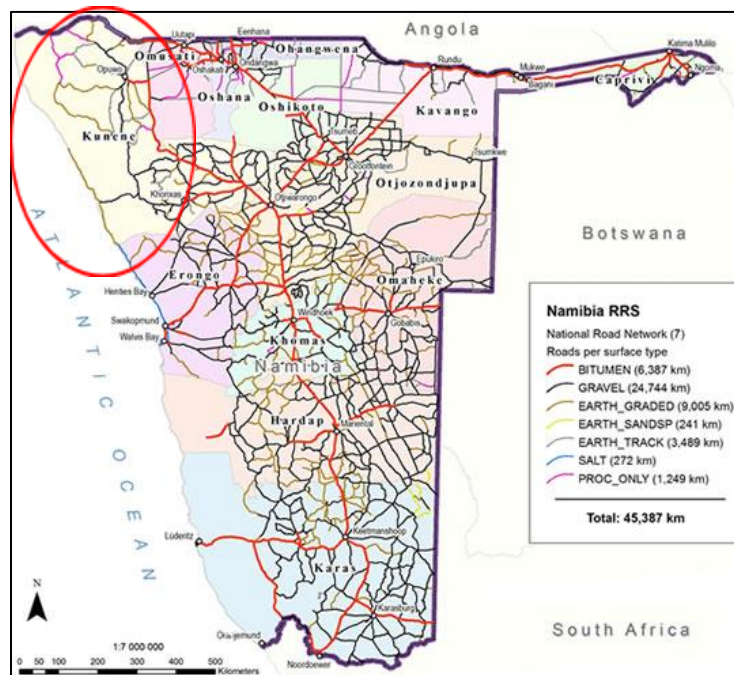 Angola
Uutapi
Eenhana
Omusati
Ohangwena
Oshakati
Ondangwa
Opuwo
Oshana
Oshikoto
Rundu
Mukwe
Bagani
Katima Mulilo
Ngoma
Caprivi
Kavango
Kunene
Tsumeb
Grootfontein
Tsumkwe
Otjozondjupa
Khorixas
Otjiwarongo
ATLANTIC OCEAN
Botswana
Epukiro
Omaheke
Erongo
Henties Bay
Swakopmund
Walvis Bay
Windhoek
Gobabis
Khomas
Namibia
Hardap
Mariental
Lüderitz
Keetmanshoop
Karas
Karasburg
Oranjemund
Noordoewer
South Africa
Namibia RRS
National Road Network (7)
Roads per surface type
BITUMEN (6,387 km)
GRAVEL (24,744 km)
EARTH_GRADED (9,005 km)
EARTH_SANDSP (241 km)
EARTH_TRACK (3,489 km)
SALT (272 km)
PROC_ONLY (1,249 km)
Total: 45,387 km
N
1:7 000 000
0 50 100 200 300 400 500
Kilometers